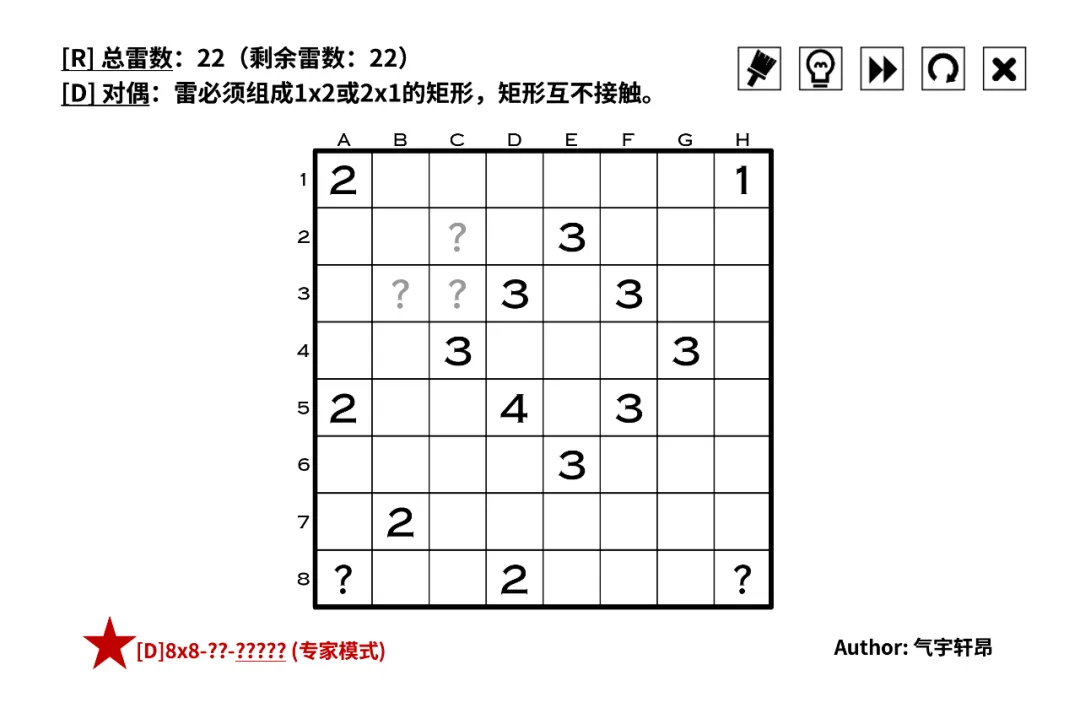 [R] 总雷数：22（剩余雷数：22）
[D] 对偶：雷必须组成1x2或2x1的矩形，矩形互不接触。
A B C D E F G H
1 2 1
2 ? 3
3 ? ? 3 3
4 3 3
5 2 4 3
6 3
7 2
8 ? 2 ?
[D]8x8-??-????? (专家模式)
Author: 气宇轩昂